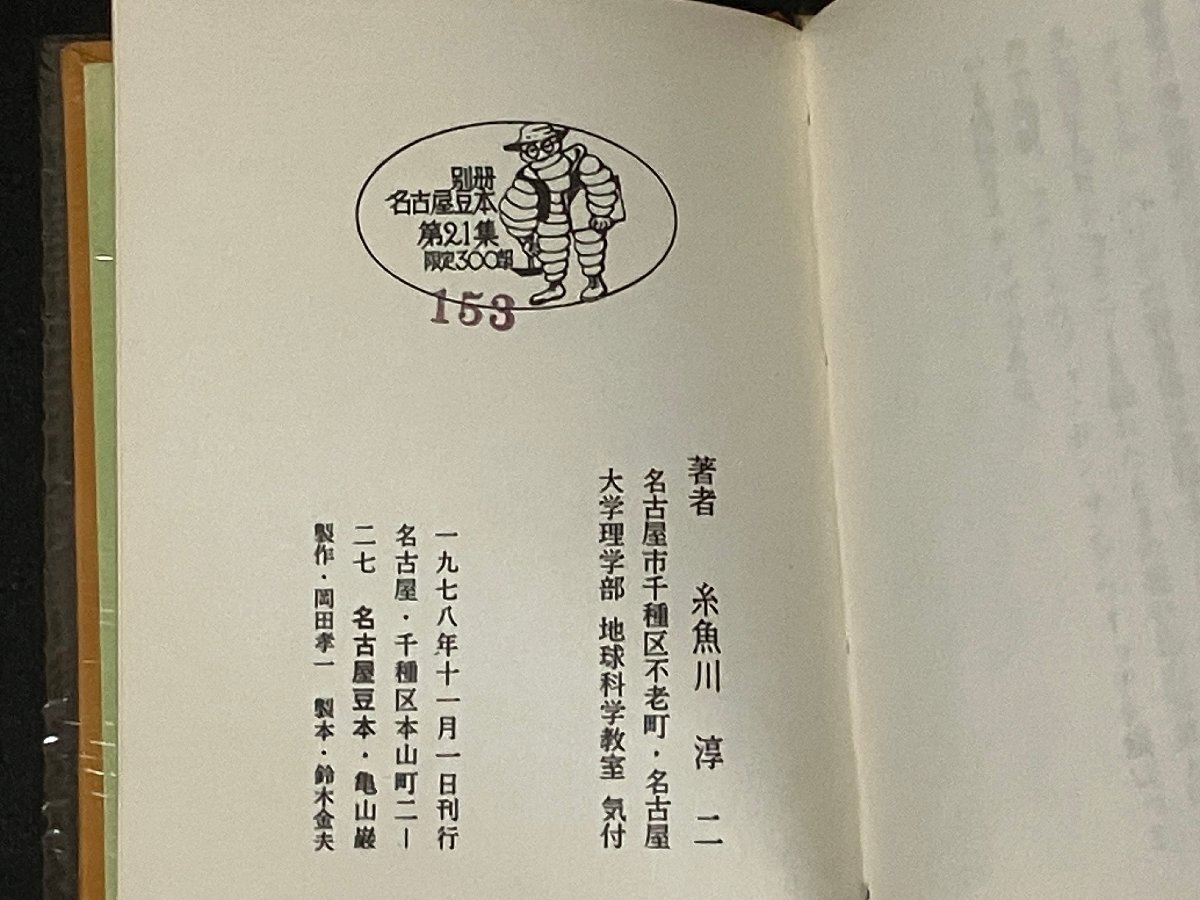 別冊
名古屋豆本
第21集
限定300部
153
著者 糸魚川 淳二
名古屋市千種区不老町・名古屋
大学理学部 地球科学教室 気付
一九七八年十一月一日刊行
名古屋・千種区本山町二ー
二七 名古屋豆本・亀山巌
製作・岡田孝一 製本・鈴木金夫